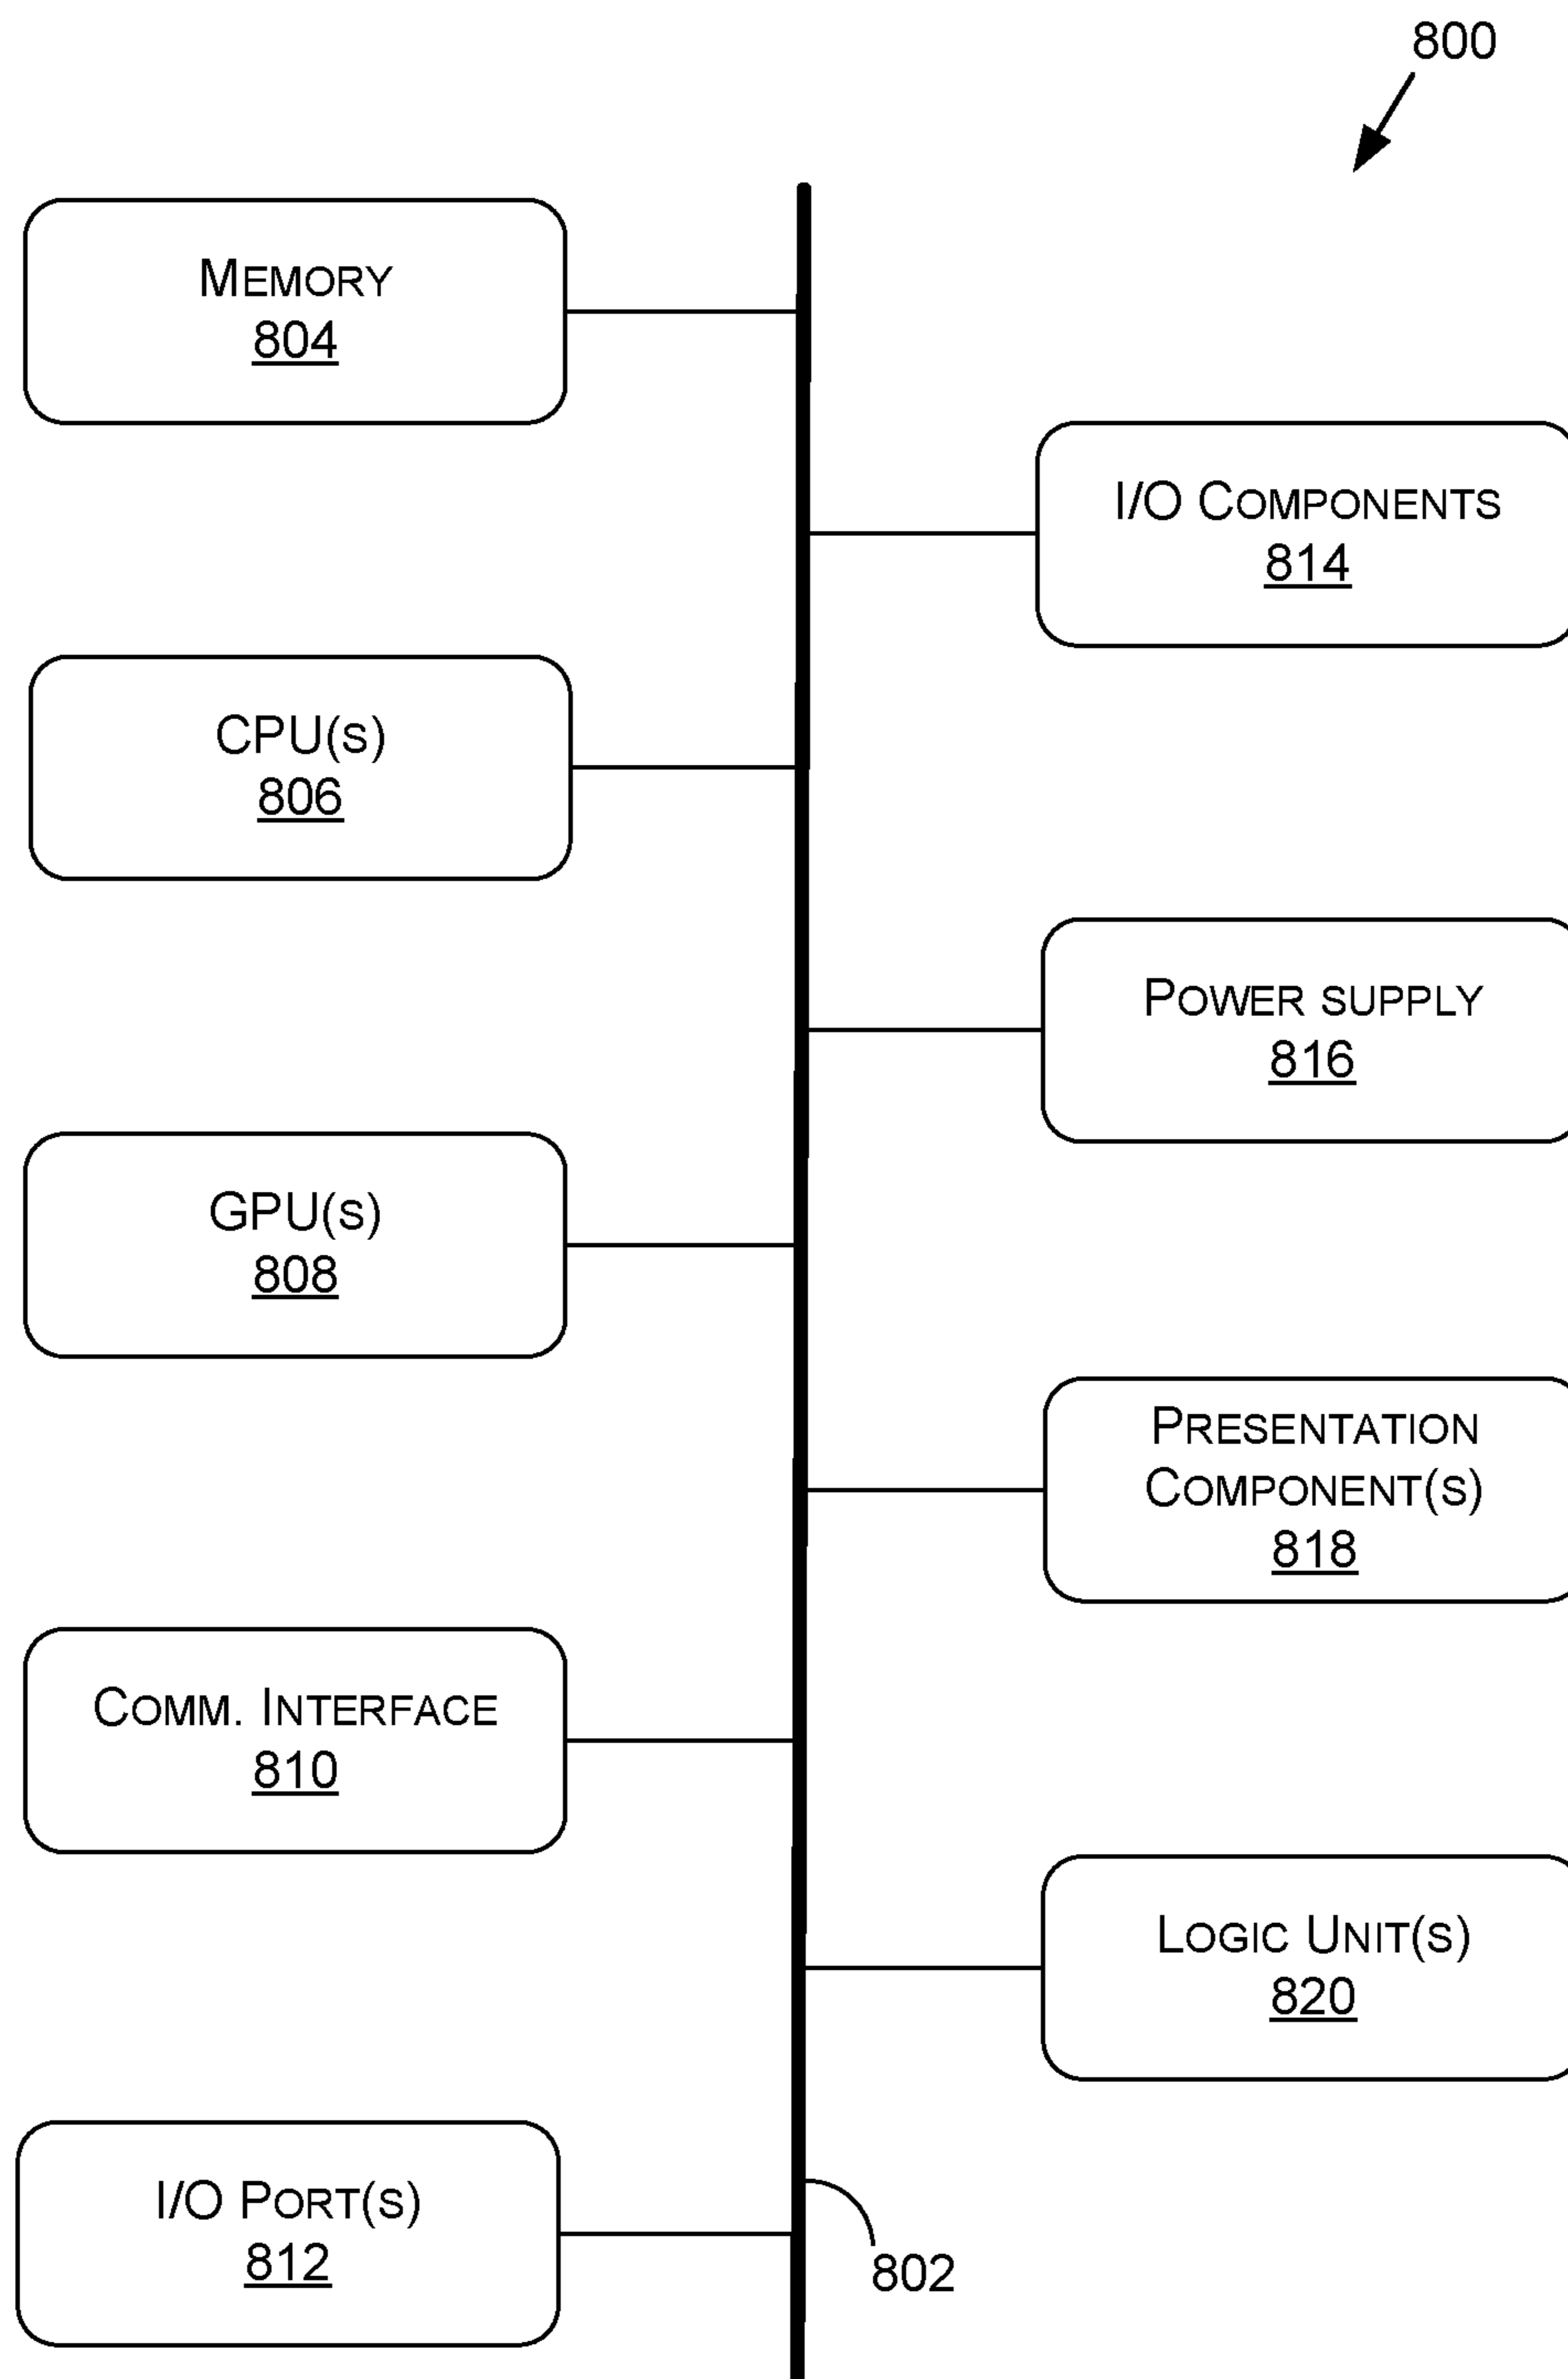 800
MEMORY
804
I/O COMPONENTS
814
CPU(S)
806
POWER SUPPLY
816
GPU(S)
808
PRESENTATION
COMPONENT(S)
818
COMM. INTERFACE
810
LOGIC UNIT(S)
820
I/O PORT(S)
812
802